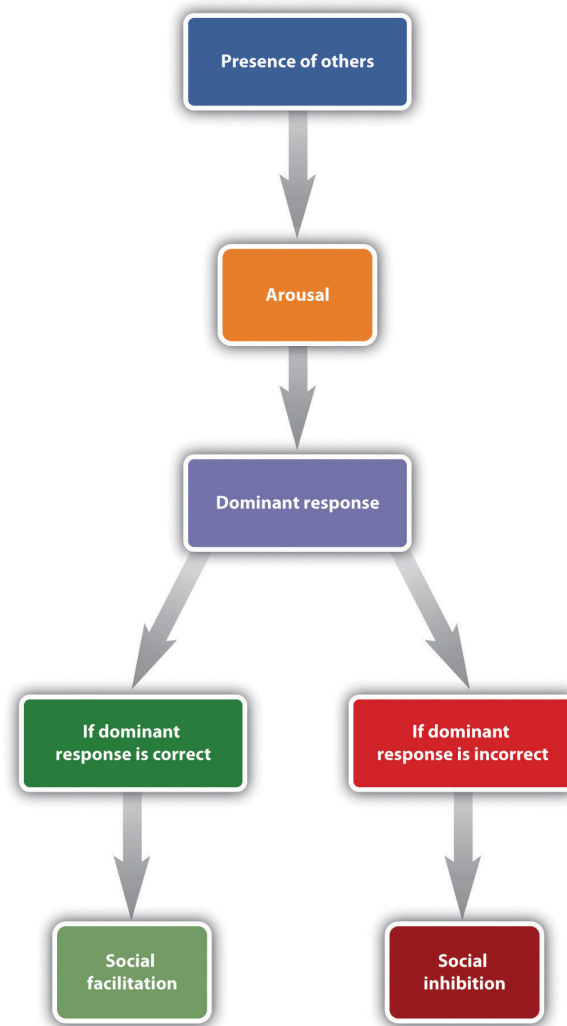 Presence of others
Arousal
Dominant response
If dominant
response is correct
If dominant
response is incorrect
Social
facilitation
Social
inhibition